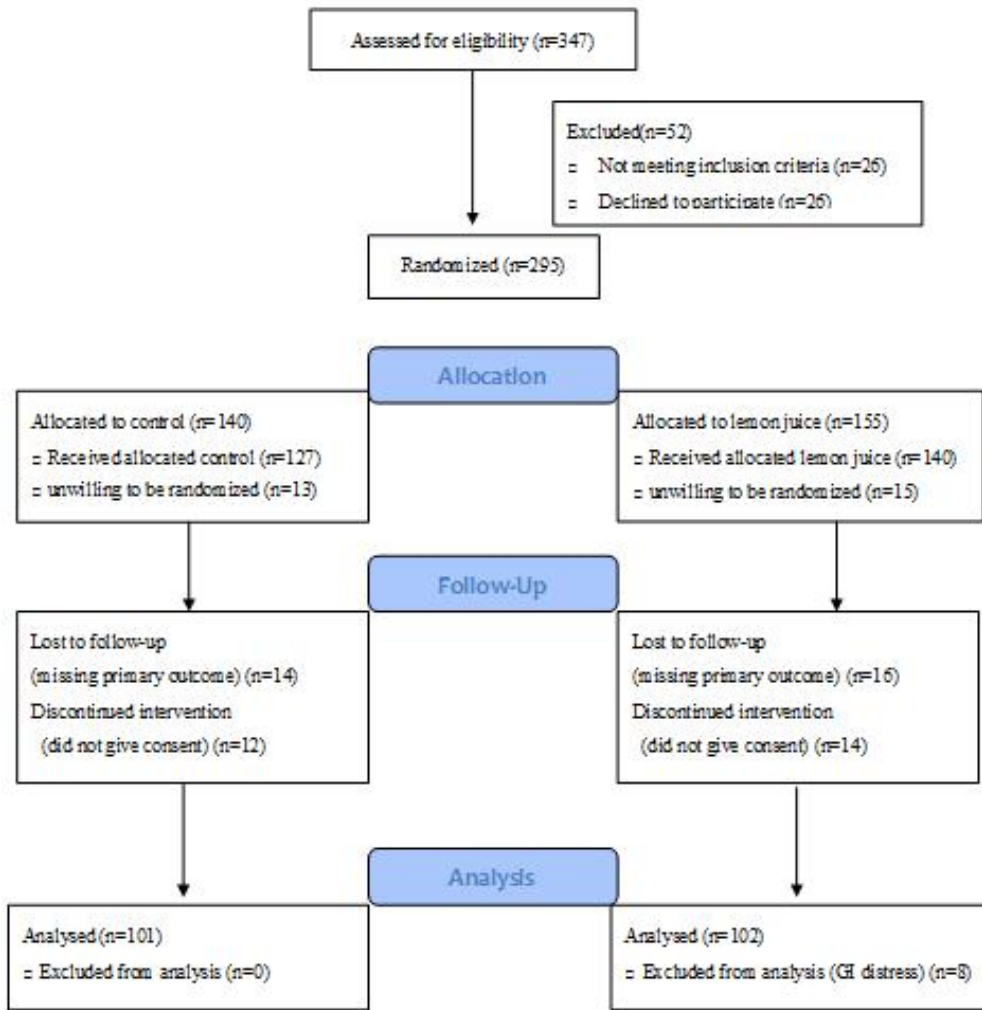 Assessed for eligibility (n=347)
Excluded(n=52)
□ Not meeting inclusion criteria (n=26)
□ Declined to participate (n=26)
Randomized (n=295)
Allocation
Allocated to control (n=140)
□ Received allocated control (n=127)
□ unwilling to be randomized (n=13)
Allocated to lemon juice (n=155)
□ Received allocated lemon juice (n=140)
□ unwilling to be randomized (n=15)
Follow-Up
Lost to follow-up
(missing primary outcome) (n=14)
Discontinued intervention
(did not give consent) (n=12)
Lost to follow-up
(missing primary outcome) (n=16)
Discontinued intervention
(did not give consent) (n=14)
Analysis
Analysed (n=101)
□ Excluded from analysis (n=0)
Analysed (n=102)
□ Excluded from analysis (GI distress) (n=8)